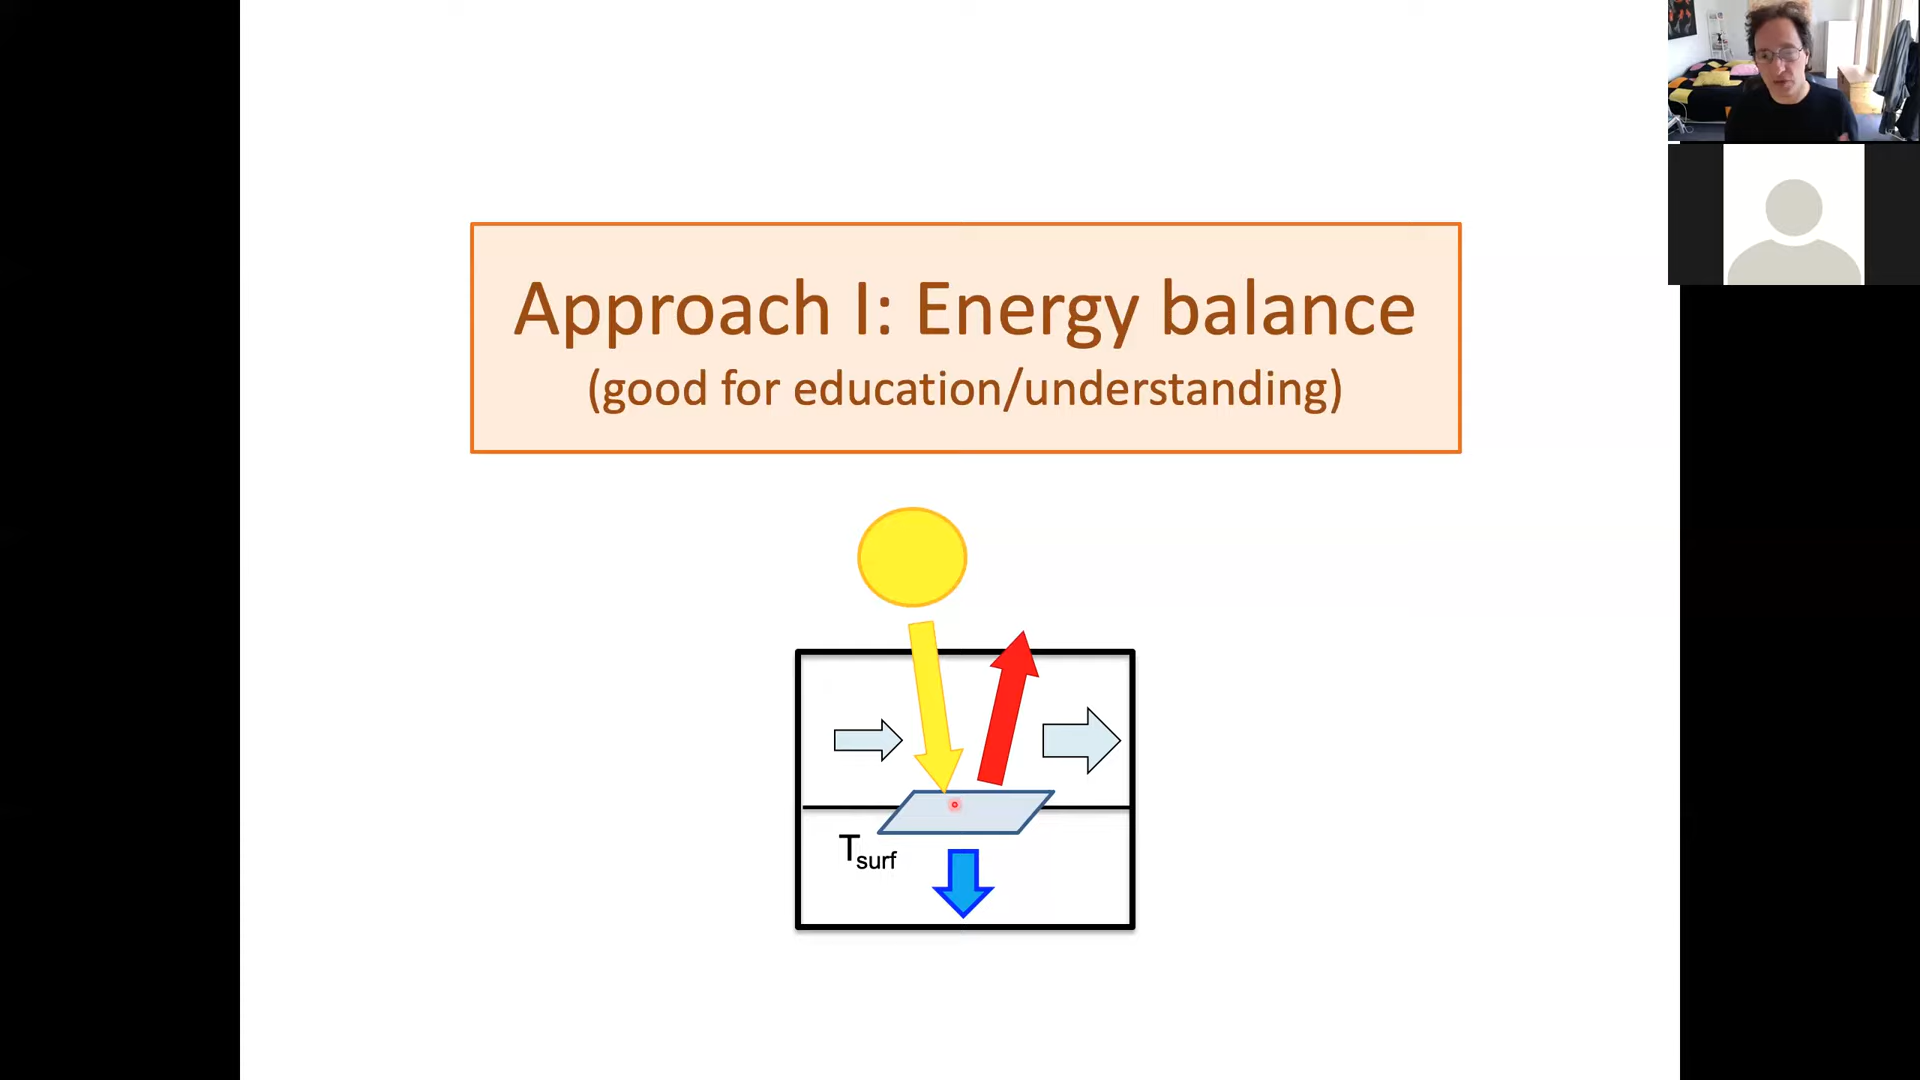 Approach I: Energy balance
(good for education/understanding)
Tsurf